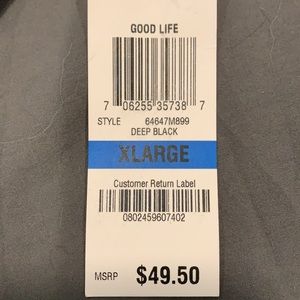 GOOD LIFE
7 06255 35738 7
STYLE 64647M899
DEEP BLACK
XLARGE
Customer Return Label
0802459607402
MSRP $49.50